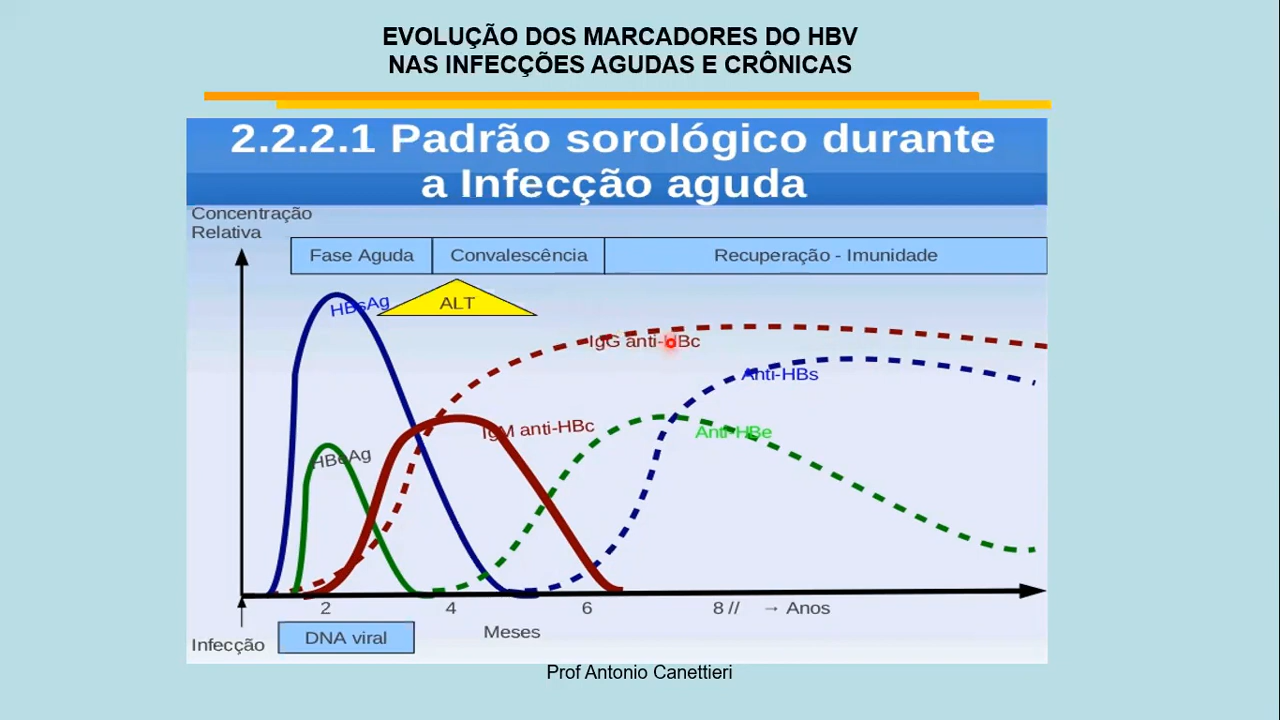 EVOLUÇÃO DOS MARCADORES DO HBV
NAS INFECÇÕES AGUDAS E CRÔNICAS
2.2.2.1 Padrão sorológico durante
a Infecção aguda
Concentração
Relativa
Fase Aguda
Convalescência
Recuperação - Imunidade
HBsAg
ALT
IgG anti-HBc
Anti-HBs
IgM anti-HBc
Anti-HBe
HBeAg
2
4
6
8 // → Anos
Meses
Infecção
DNA viral
Prof Antonio Canettieri